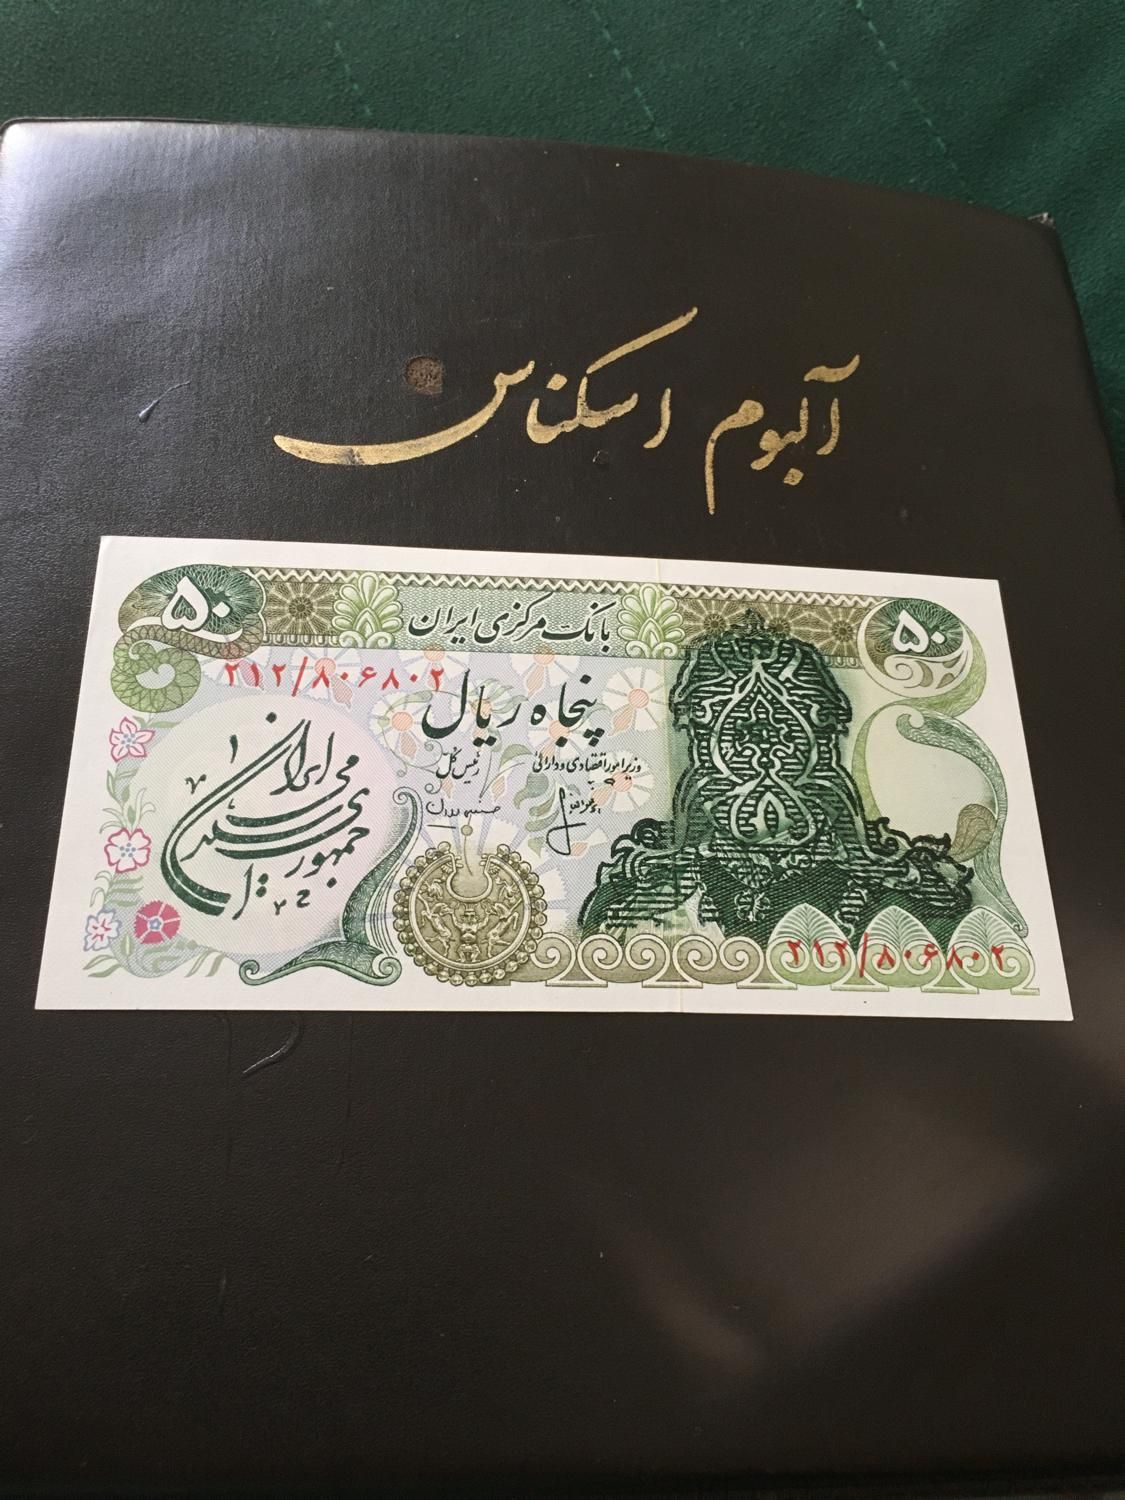 آلبوم اسکناس
بانک مرکزی ایران
۵۰
۵۰
۲۱۲/۸۰۶۸۰۲
پنجاه ریال
وزیر امور اقتصادی و دارائی
رئیس کل
جمهوری اسلامی ایران
۲۱۲/۸۰۶۸۰۲